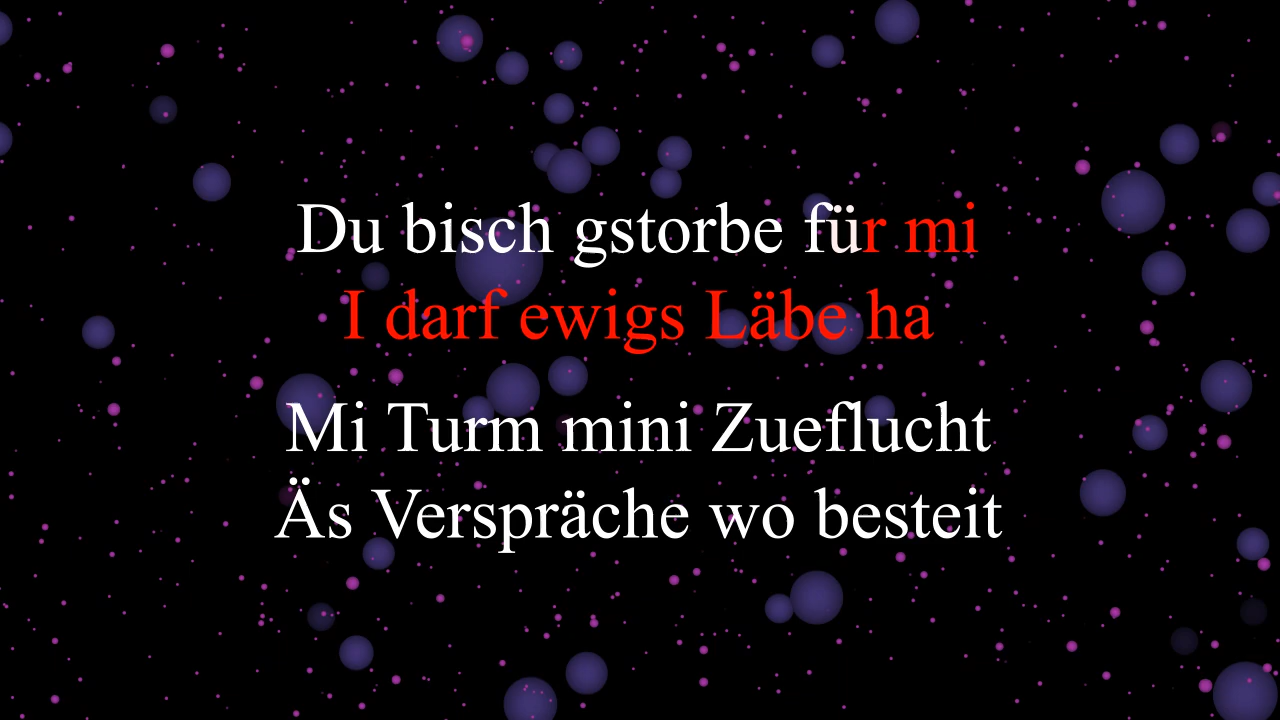 Du bisch gstorbe für mi
I darf ewigs Läbe ha
Mi Turm mini Zueflucht
Äs Verspräche wo besteit